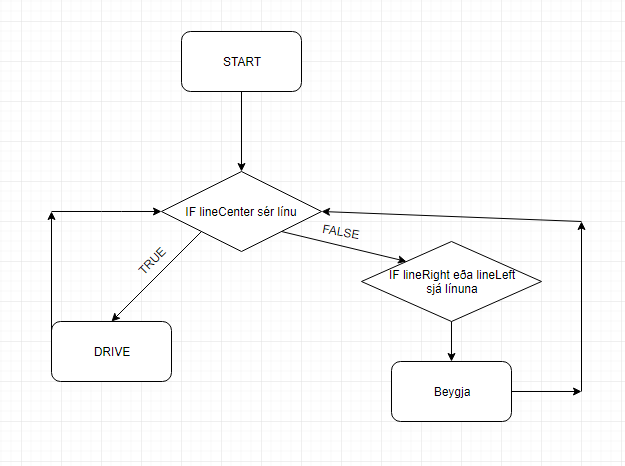 START
IF lineCenter sér línu
TRUE
FALSE
IF lineRight eða lineLeft
sjá línuna
DRIVE
Beygja